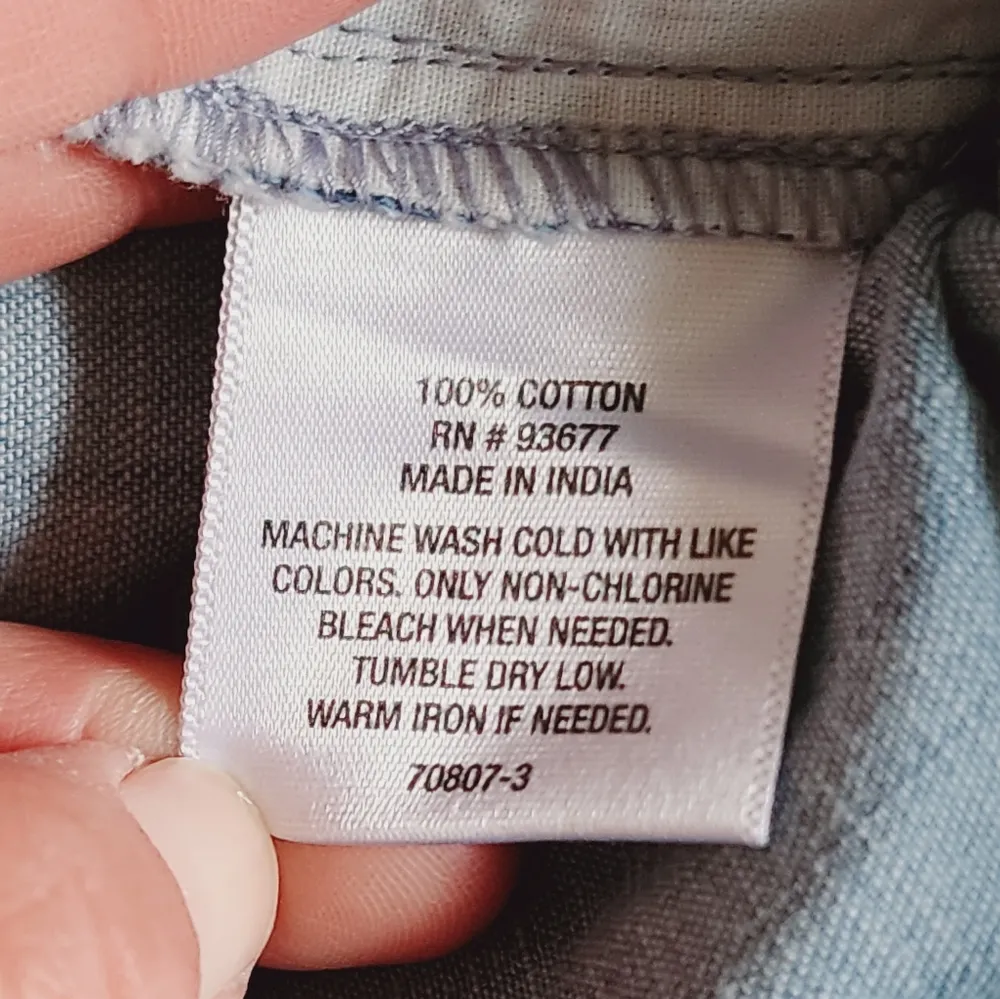 100% COTTON
RN # 93677
MADE IN INDIA
MACHINE WASH COLD WITH LIKE
COLORS. ONLY NON-CHLORINE
BLEACH WHEN NEEDED.
TUMBLE DRY LOW.
WARM IRON IF NEEDED.
70807-3